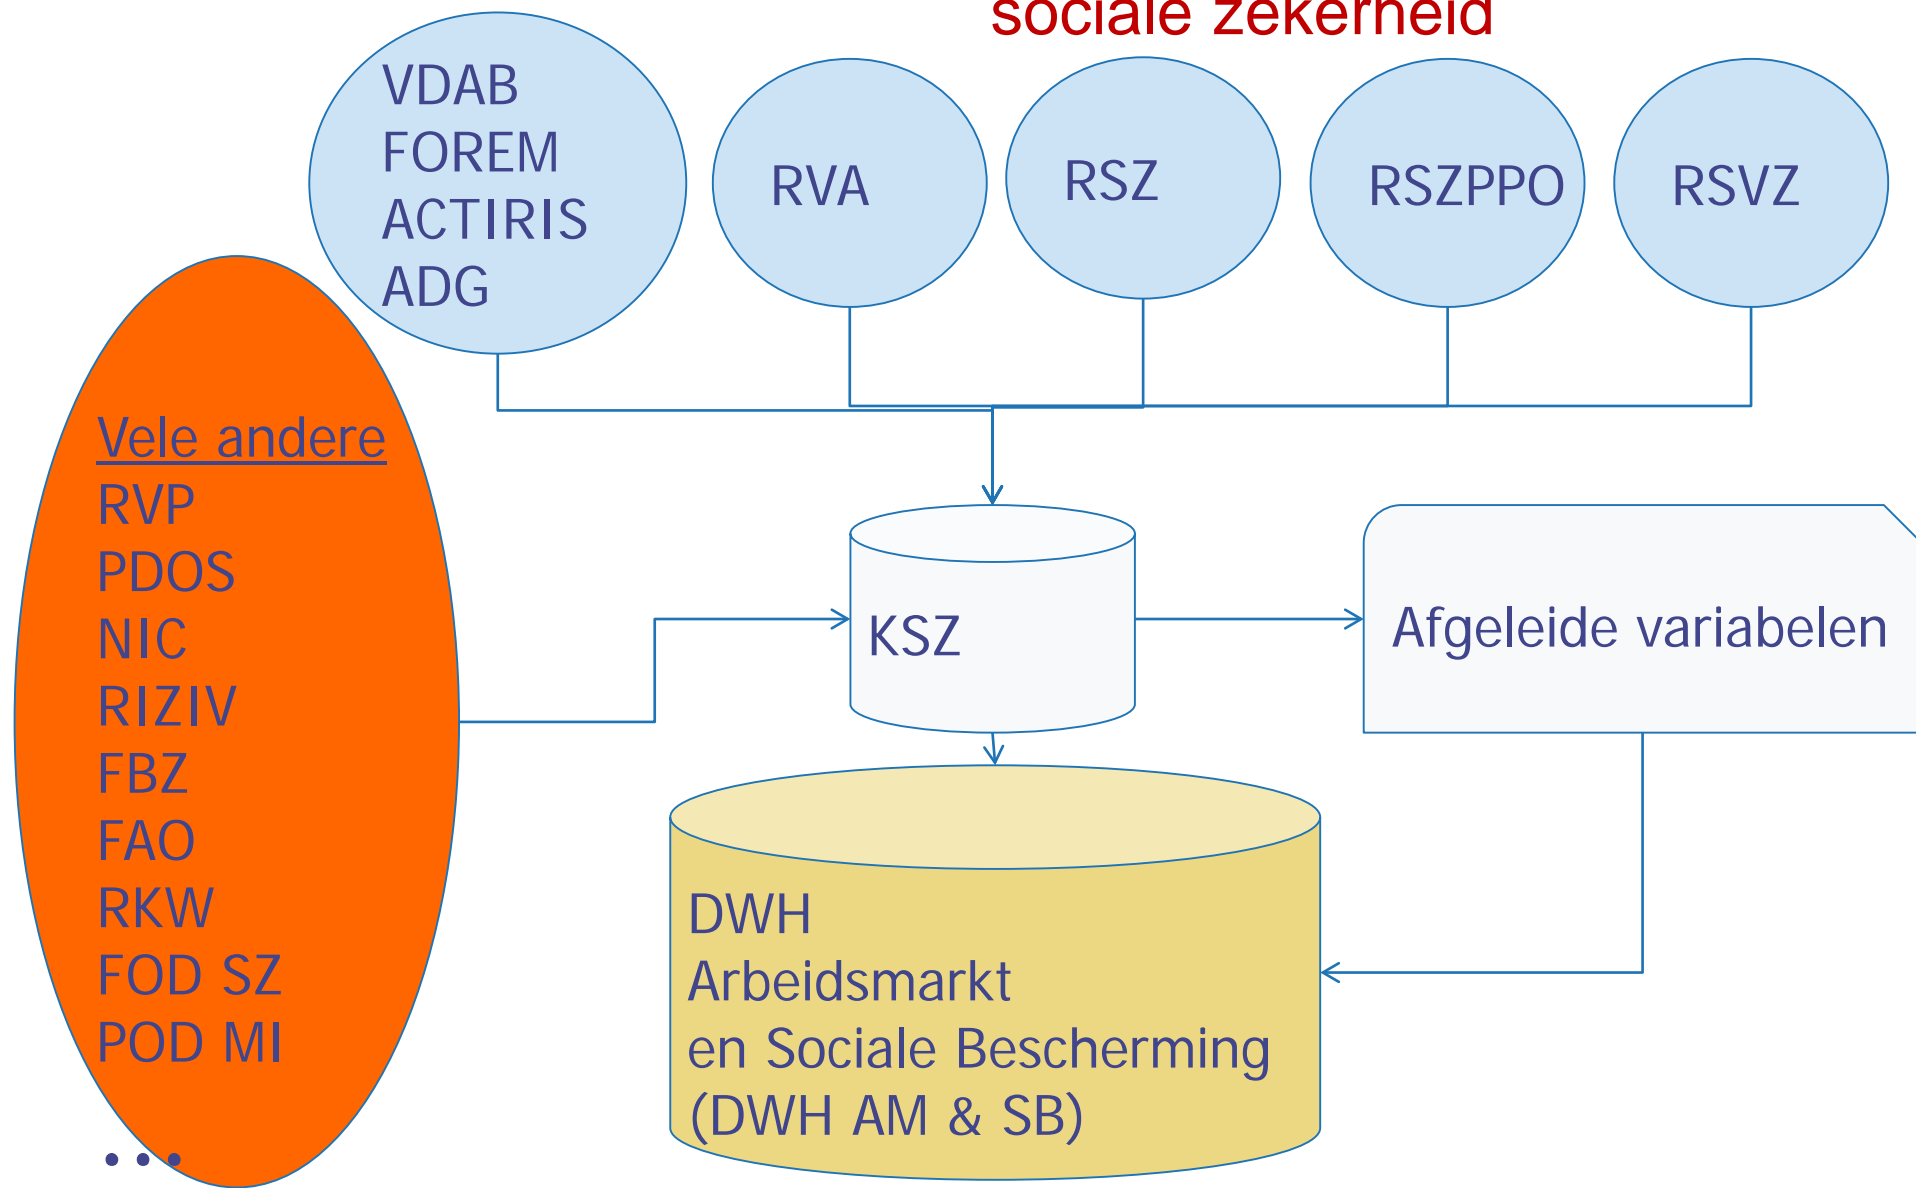 sociale zekerheid
VDAB
FOREM
ACTIRIS
ADG
RVA
RSZ
RSZPPO
RSVZ
Vele andere
RVP
PDOS
NIC
RIZIV
FBZ
FAO
RKW
FOD SZ
POD MI
...
KSZ
Afgeleide variabelen
DWH
Arbeidsmarkt
en Sociale Bescherming
(DWH AM & SB)